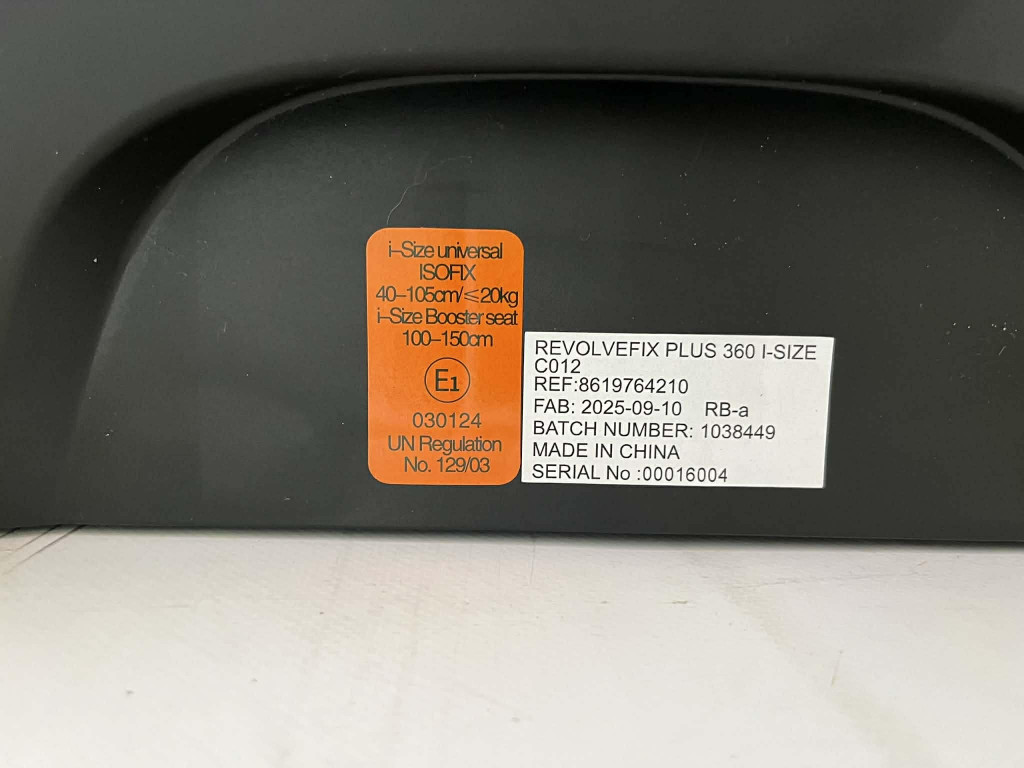 i-Size universal
ISOFIX
40-105cm/≤20kg
i-Size Booster seat
100-150cm
E1
030124
UN Regulation
No. 129/03
REVOLVEFIX PLUS 360 I-SIZE
C012
REF:8619764210
FAB: 2025-09-10 RB-a
BATCH NUMBER: 1038449
MADE IN CHINA
SERIAL No :00016004